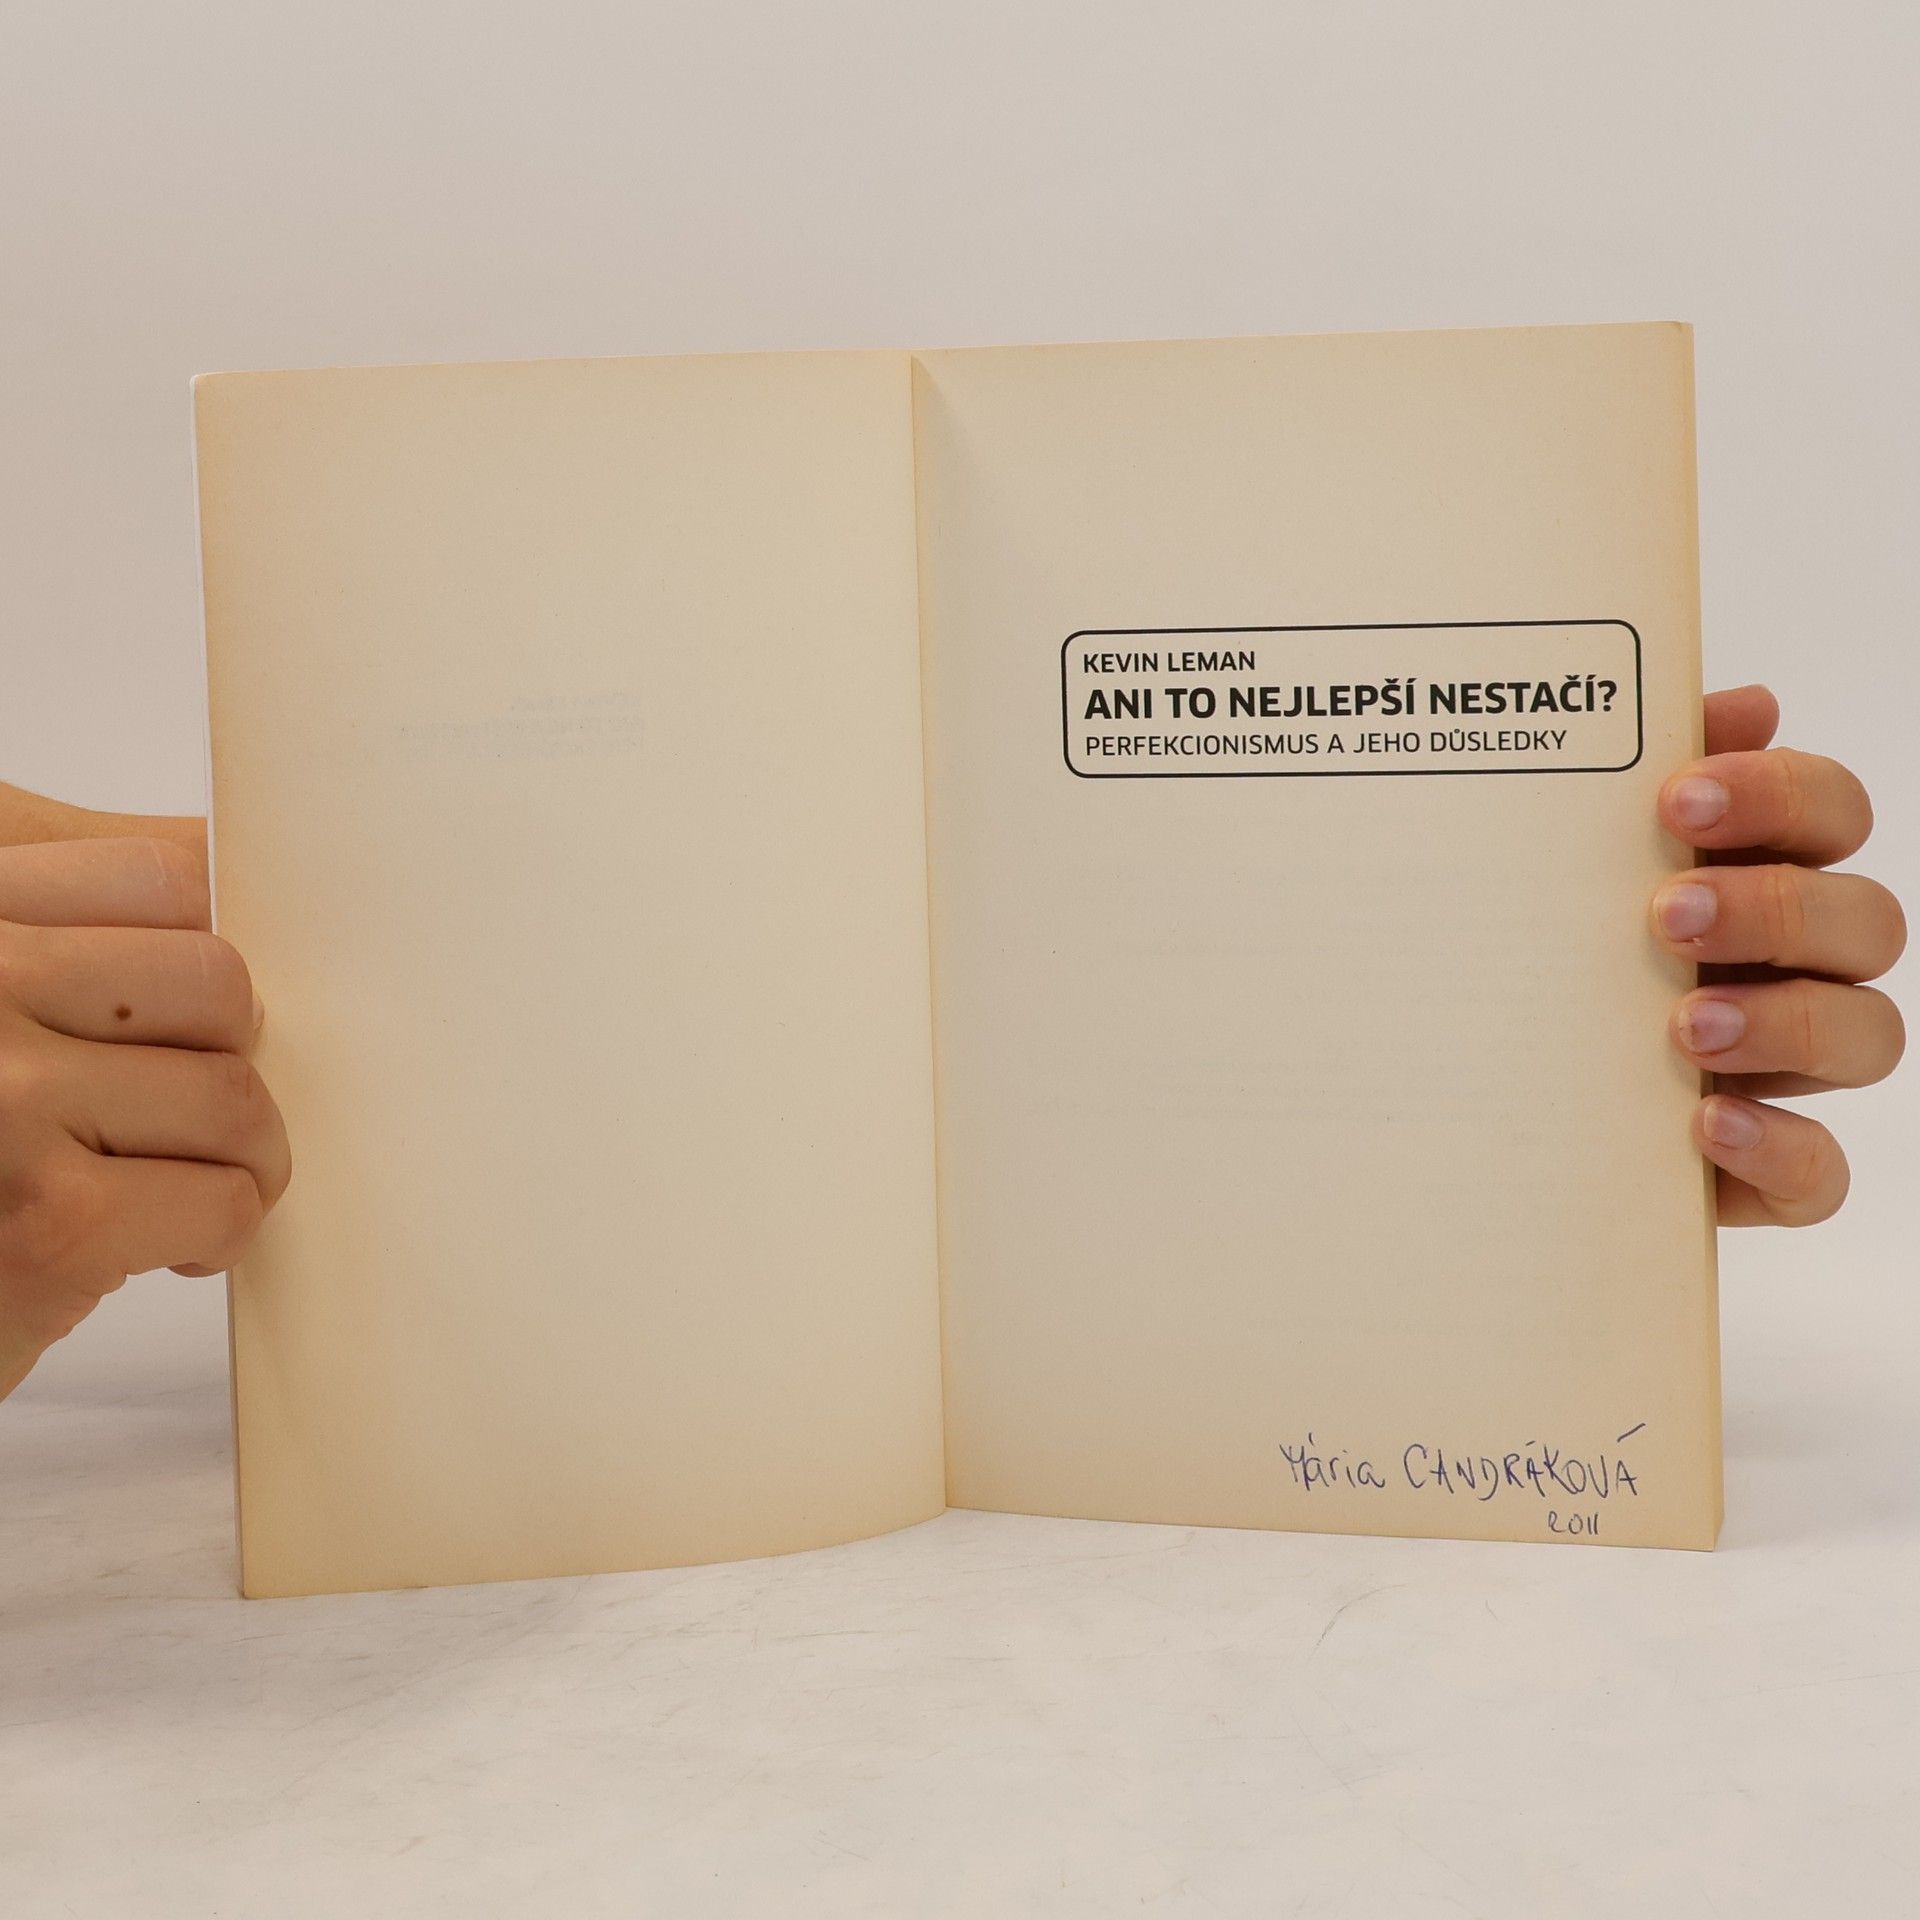 KEVIN LEMAN
ANI TO NEJLEPŠÍ NESTAČÍ?
PERFEKCIONISMUS A JEHO DŮSLEDKY
Mária CANDRÁKOVÁ
2011